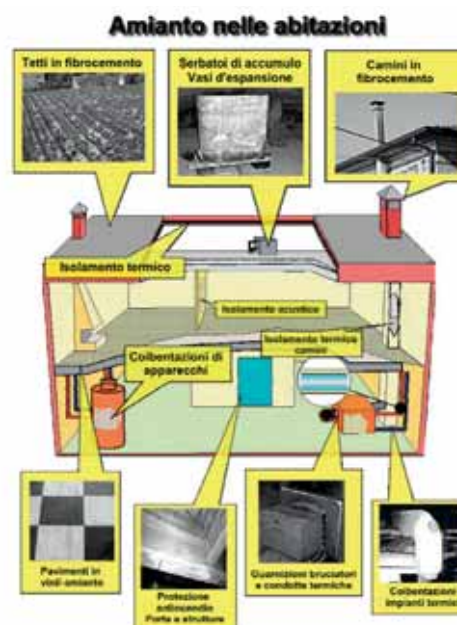 Amianto nelle abitazioni
Tetti in fibrocemento
Serbatoi di accumulo
Vasi d'espansione
Camini in
fibrocemento
Isolamento termico
Isolamento acustico
Isolamento termico
camini
Coibentazioni di
apparecchi
Pavimenti in
vinil amianto
Protezione
antincendio
Porte e strutture
Guarnizioni bruciatori
e condotte termiche
Coibentazioni
impianti termici